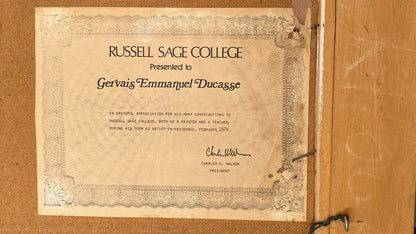 RUSSELL SAGE COLLEGE
Presented to
Gervais Emmanuel Ducasse
IN GRATEFUL APPRECIATION FOR HIS MANY CONTRIBUTIONS TO
RUSSELL SAGE COLLEGE, BOTH AS A PAINTER AND A TEACHER,
DURING HIS TERM AS ARTIST-IN-RESIDENCE, FEBRUARY, 1974.
CHARLES U. WALKER
PRESIDENT